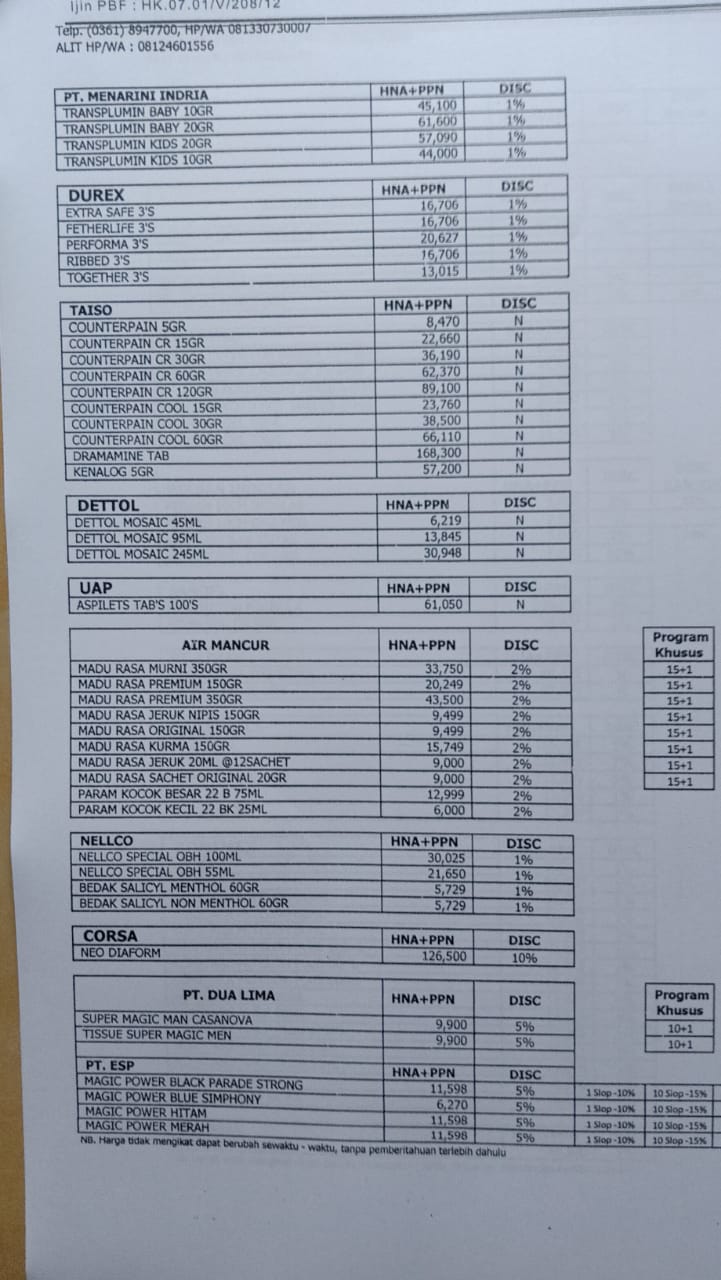 Ijin PBF : HK.07.01/V/208/12
Telp. (0361) 8947700, HP/WA 081330730007
ALIT HP/WA : 08124601556
PT. MENARINI INDRIA HNA+PPN DISC
TRANSPLUMIN BABY 10GR 45,100 1%
TRANSPLUMIN BABY 20GR 61,600 1%
TRANSPLUMIN KIDS 20GR 57,090 1%
TRANSPLUMIN KIDS 10GR 44,000 1%
DUREX HNA+PPN DISC
EXTRA SAFE 3'S 16,706 1%
FETHERLIFE 3'S 16,706 1%
PERFORMA 3'S 20,627 1%
RIBBED 3'S 16,706 1%
TOGETHER 3'S 13,015 1%
TAISO HNA+PPN DISC
COUNTERPAIN 5GR 8,470 N
COUNTERPAIN CR 15GR 22,660 N
COUNTERPAIN CR 30GR 36,190 N
COUNTERPAIN CR 60GR 62,370 N
COUNTERPAIN CR 120GR 89,100 N
COUNTERPAIN COOL 15GR 23,760 N
COUNTERPAIN COOL 30GR 38,500 N
COUNTERPAIN COOL 60GR 66,110 N
DRAMAMINE TAB 168,300 N
KENALOG 5GR 57,200 N
DETTOL HNA+PPN DISC
DETTOL MOSAIC 45ML 6,219 N
DETTOL MOSAIC 95ML 13,845 N
DETTOL MOSAIC 245ML 30,948 N
UAP HNA+PPN DISC
ASPILETS TAB'S 100'S 61,050 N
AIR MANCUR HNA+PPN DISC Program Khusus
MADU RASA MURNI 350GR 33,750 2% 15+1
MADU RASA PREMIUM 150GR 20,249 2% 15+1
MADU RASA PREMIUM 350GR 43,500 2% 15+1
MADU RASA JERUK NIPIS 150GR 9,499 2% 15+1
MADU RASA ORIGINAL 150GR 9,499 2% 15+1
MADU RASA KURMA 150GR 15,749 2% 15+1
MADU RASA JERUK 20ML @12SACHET 9,000 2% 15+1
MADU RASA SACHET ORIGINAL 20GR 9,000 2% 15+1
PARAM KOCOK BESAR 22 B 75ML 12,999 2%
PARAM KOCOK KECIL 22 BK 25ML 6,000 2%
NELLCO HNA+PPN DISC
NELLCO SPECIAL OBH 100ML 30,025 1%
NELLCO SPECIAL OBH 55ML 21,650 1%
BEDAK SALICYL MENTHOL 60GR 5,729 1%
BEDAK SALICYL NON MENTHOL 60GR 5,729 1%
CORSA HNA+PPN DISC
NEO DIAFORM 126,500 10%
PT. DUA LIMA HNA+PPN DISC Program Khusus
SUPER MAGIC MAN CASANOVA 9,900 5% 10+1
TISSUE SUPER MAGIC MEN 9,900 5% 10+1
PT. ESP HNA+PPN DISC
MAGIC POWER BLACK PARADE STRONG 11,598 5% 1 Slop -10% 10 Slop -15%
MAGIC POWER BLUE SIMPHONY 6,270 5% 1 Slop -10% 10 Slop -15%
MAGIC POWER HITAM 11,598 5% 1 Slop -10% 10 Slop -15%
MAGIC POWER MERAH 11,598 5% 1 Slop -10% 10 Slop -15%
NB. Harga tidak mengikat dapat berubah sewaktu - waktu, tanpa pemberitahuan terlebih dahulu